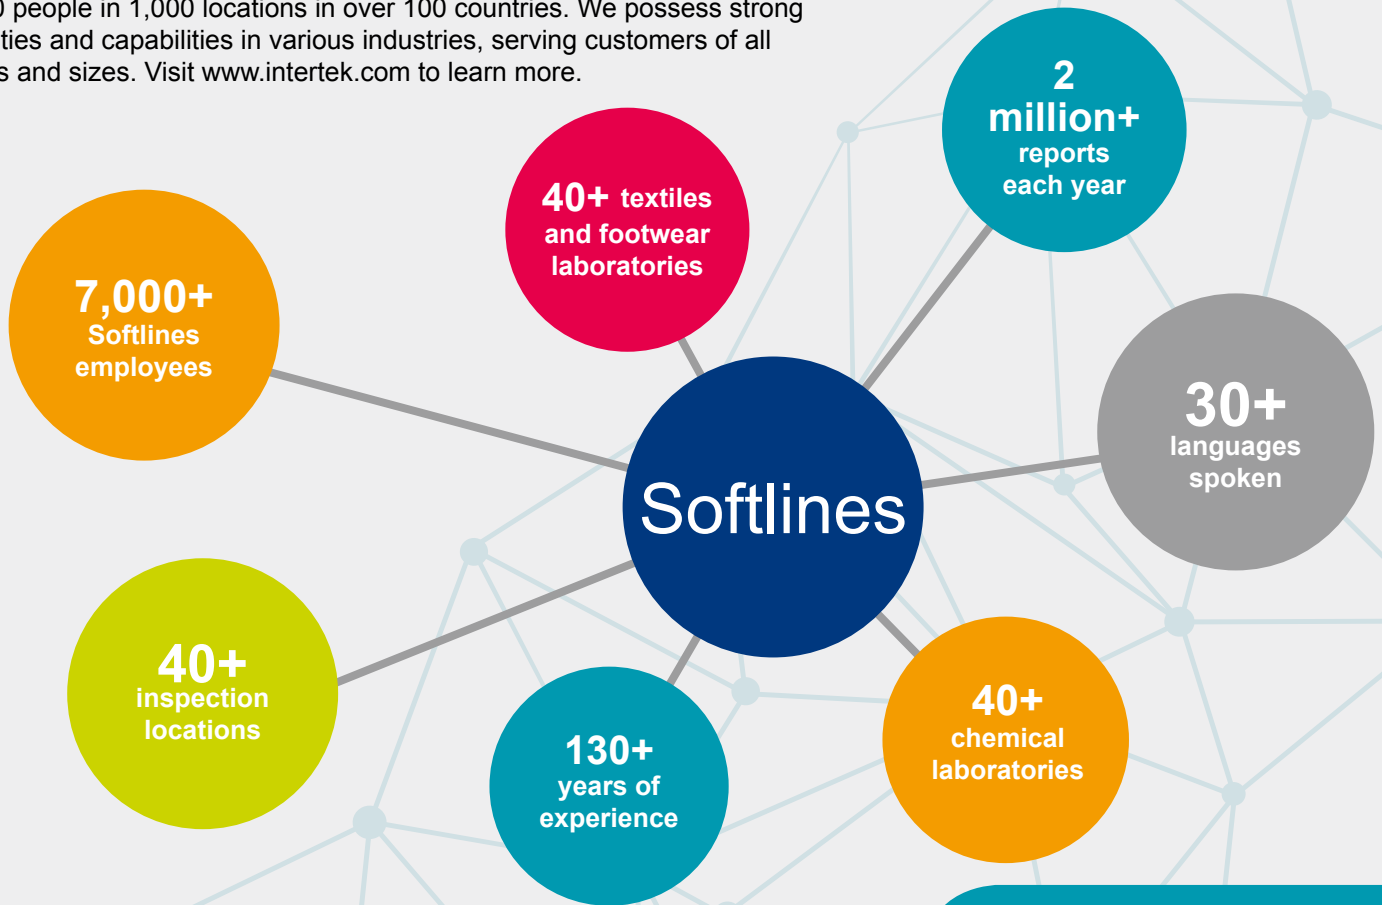 people in 1,000 locations in over 100 countries. We possess strong
and capabilities in various industries, serving customers of all
and sizes. Visit www.intertek.com to learn more.
2
million+
reports
each year
40+ textiles
and footwear
laboratories
7,000+
Softlines
employees
30+
languages
spoken
Softlines
40+
inspection
locations
40+
chemical
laboratories
130+
years of
experience